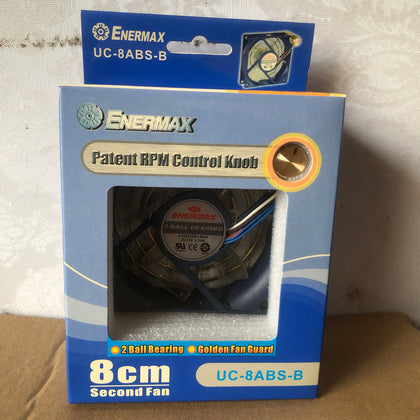 ENERMAX
UC-8ABS-B
ENERMAX
Patent RPM Control Knob
ENERMAX
2 BALL BEARING
2 Ball Bearing
Golden Fan Guard
8cm
Second Fan
UC-8ABS-B